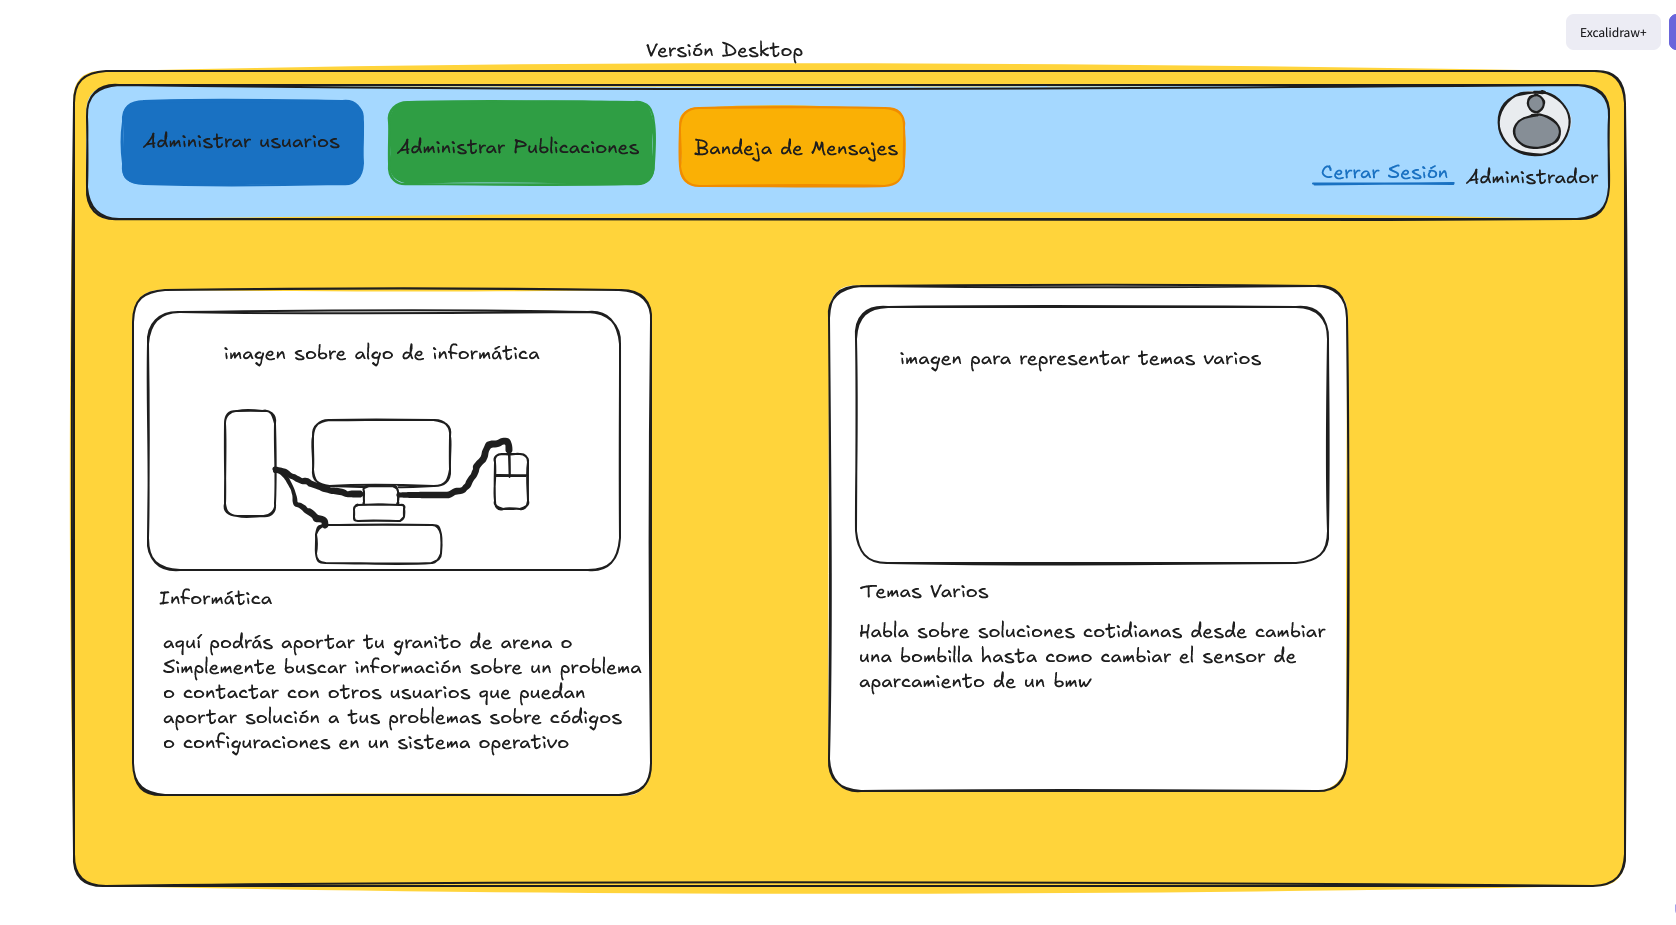 Excalidraw+
Versión Desktop
Administrar usuarios
Administrar Publicaciones
Bandeja de Mensajes
Cerrar Sesión
Administrador
imagen sobre algo de informática
Informática
aquí podrás aportar tu granito de arena o
Simplemente buscar información sobre un problema
o contactar con otros usuarios que puedan
aportar solución a tus problemas sobre códigos
o configuraciones en un sistema operativo
imagen para representar temas varios
Temas Varios
Habla sobre soluciones cotidianas desde cambiar
una bombilla hasta como cambiar el sensor de
aparcamiento de un bmw